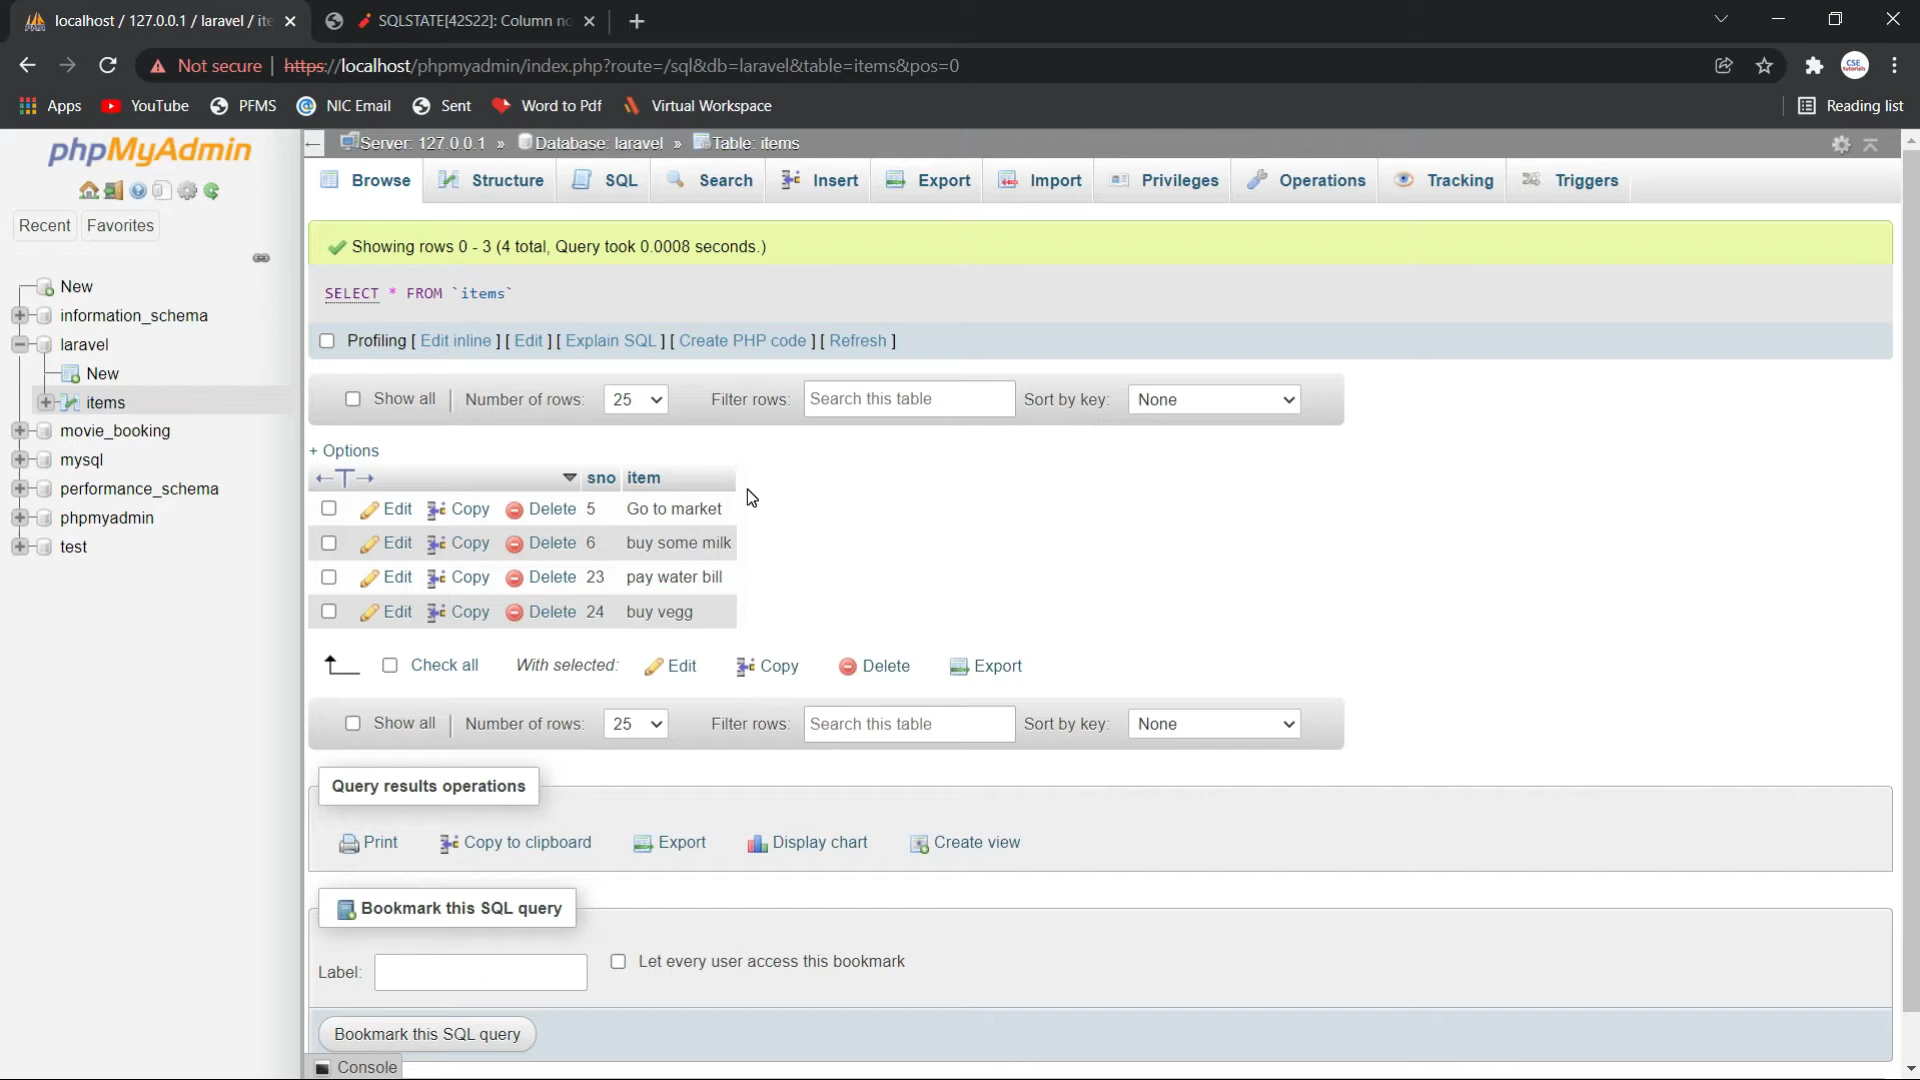 localhost / 127.0.0.1 / laravel / ite
SQLSTATE[42S22]: Column no
Not secure https://localhost/phpmyadmin/index.php?route=/sql&db=laravel&table=items&pos=0
Apps YouTube PFMS NIC Email Sent Word to Pdf Virtual Workspace Reading list
phpMyAdmin
Recent Favorites
New
information_schema
laravel
New
items
movie_booking
mysql
performance_schema
phpmyadmin
test
Server: 127.0.0.1 » Database: laravel » Table: items
Browse Structure SQL Search Insert Export Import Privileges Operations Tracking Triggers
Showing rows 0 - 3 (4 total, Query took 0.0008 seconds.)
SELECT * FROM `items`
Profiling [ Edit inline ] [ Edit ] [ Explain SQL ] [ Create PHP code ] [ Refresh ]
Show all Number of rows: 25 Filter rows: Search this table Sort by key: None
+ Options
sno item
Edit Copy Delete 5 Go to market
Edit Copy Delete 6 buy some milk
Edit Copy Delete 23 pay water bill
Edit Copy Delete 24 buy vegg
Check all With selected: Edit Copy Delete Export
Show all Number of rows: 25 Filter rows: Search this table Sort by key: None
Query results operations
Print Copy to clipboard Export Display chart Create view
Bookmark this SQL query
Label: Let every user access this bookmark
Bookmark this SQL query
Console